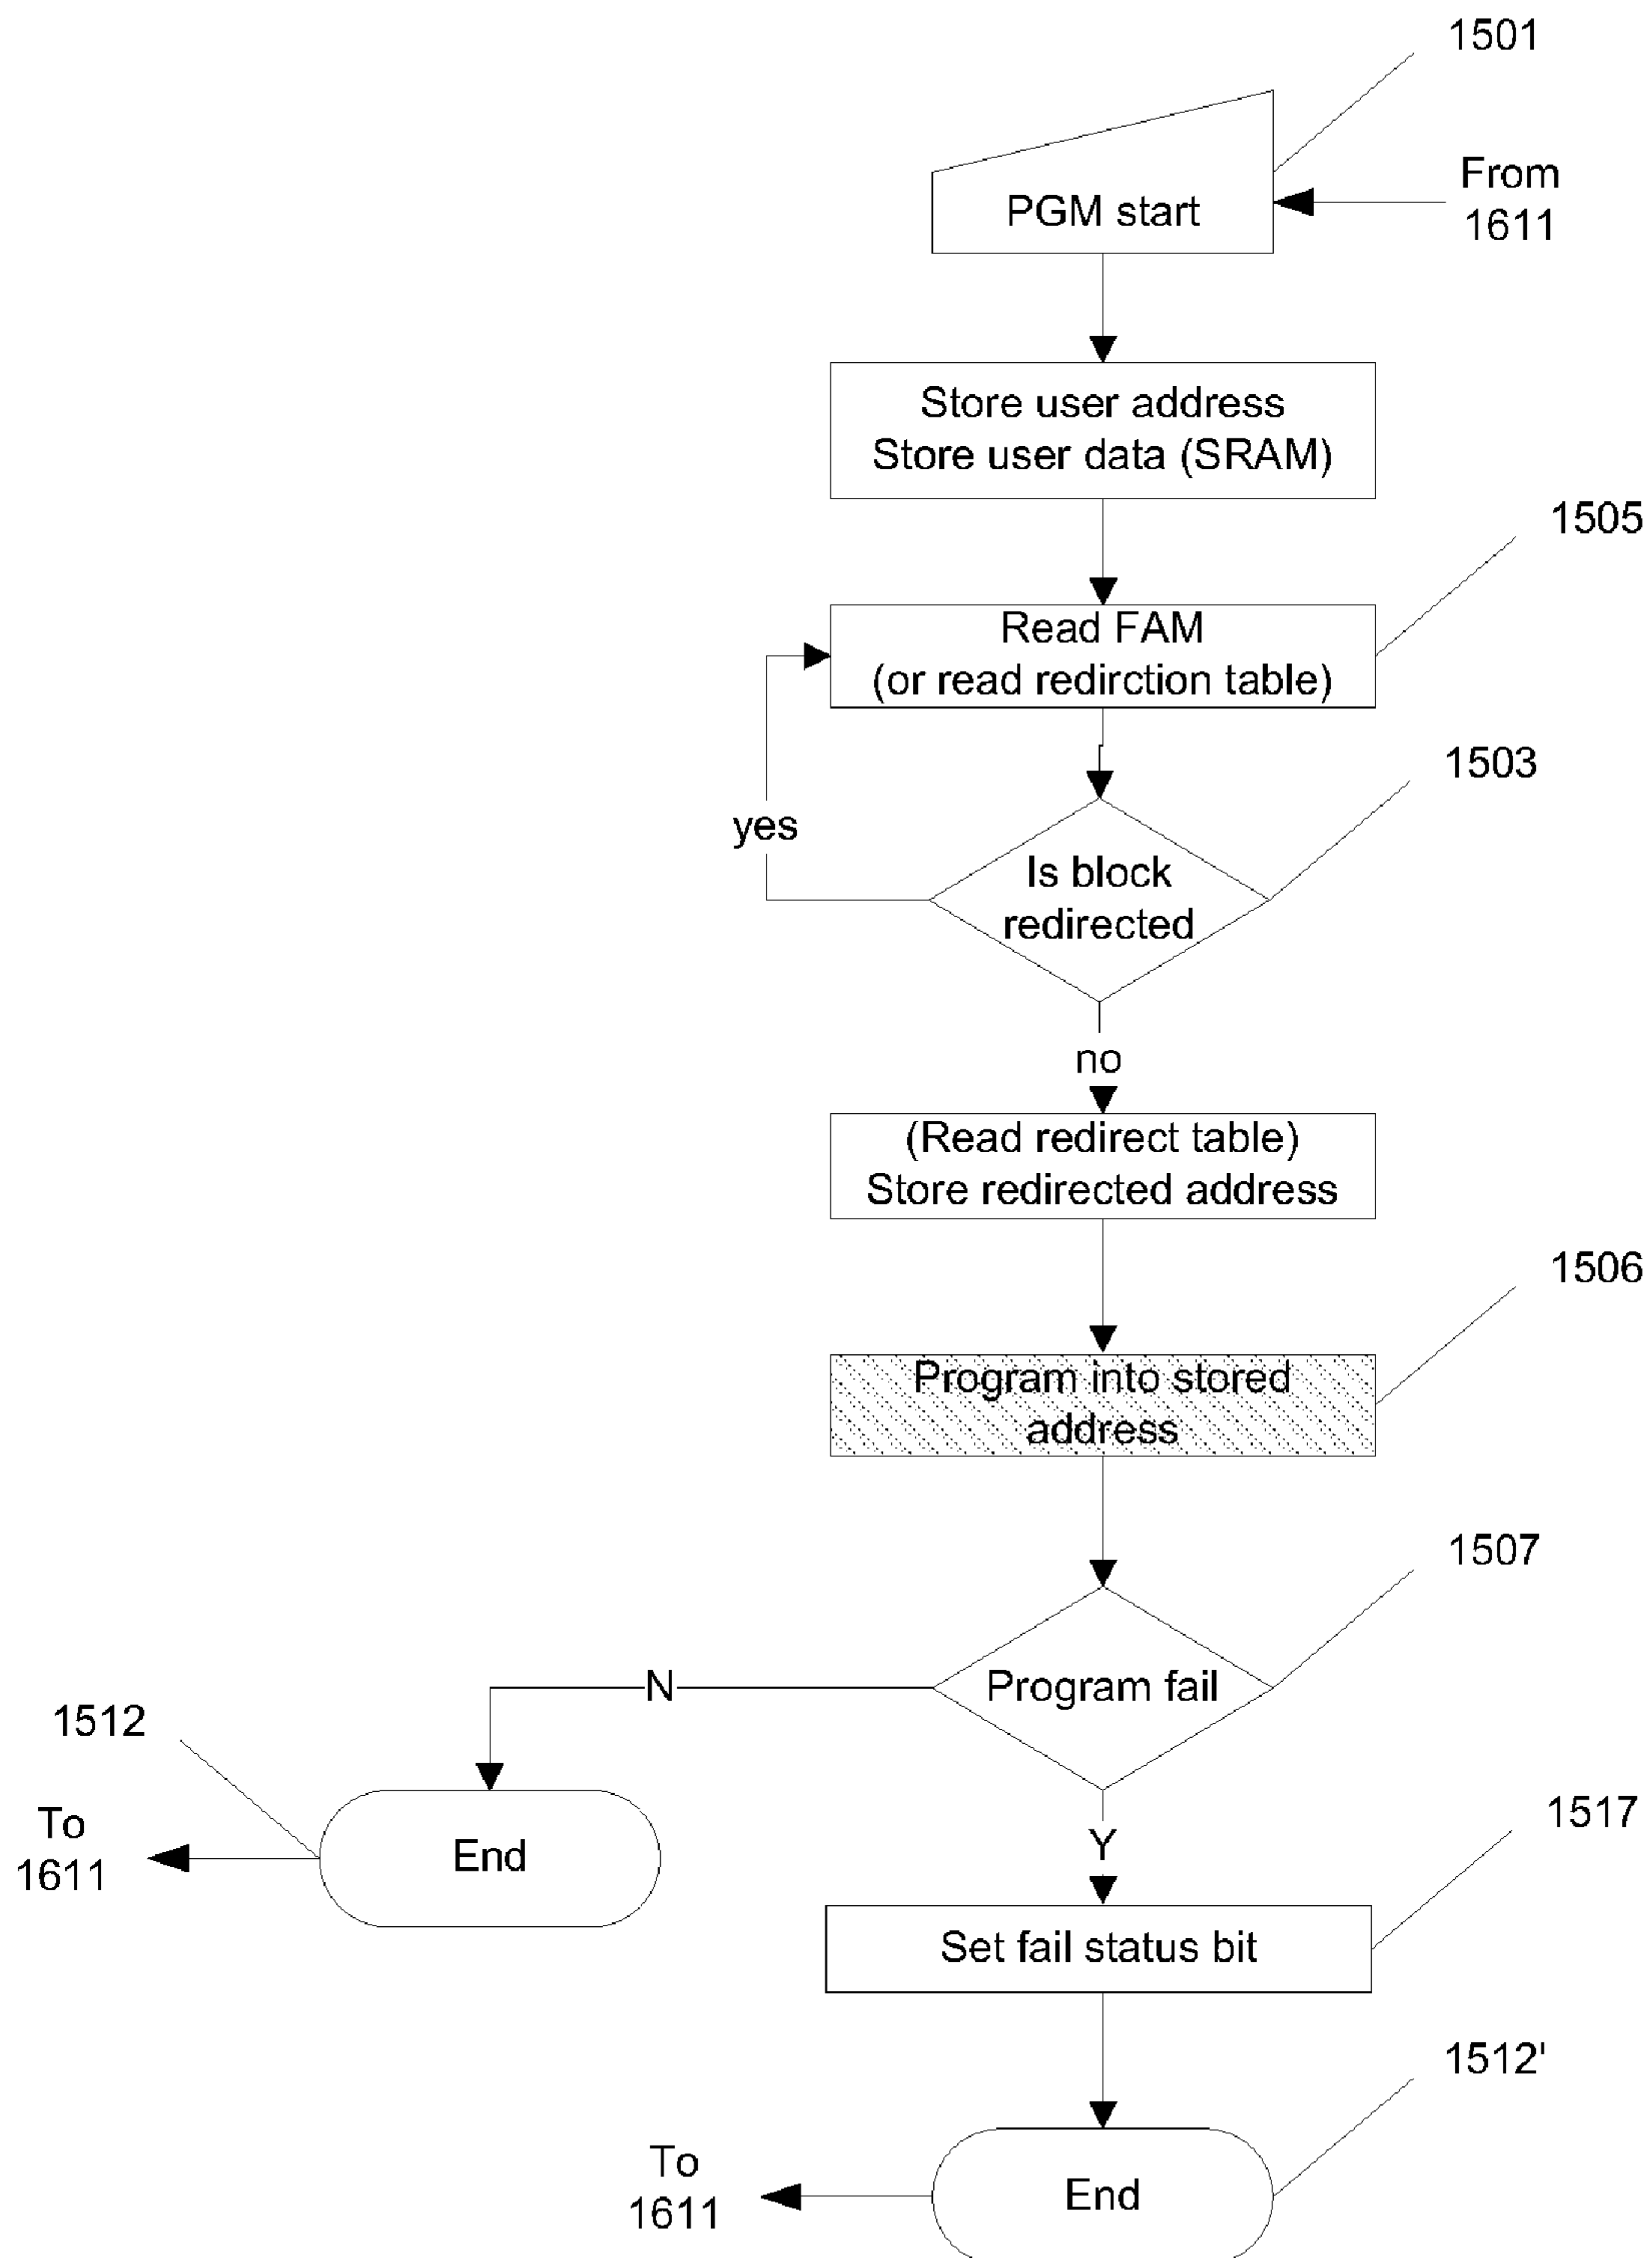 1501
From
1611
PGM start
Store user address
Store user data (SRAM)
1505
Read FAM
(or read redirction table)
1503
yes
Is block
redirected
no
(Read redirect table)
Store redirected address
1506
Program into stored
address
1507
N
Program fail
1512
To
1611
End
Y
1517
Set fail status bit
1512'
To
1611
End